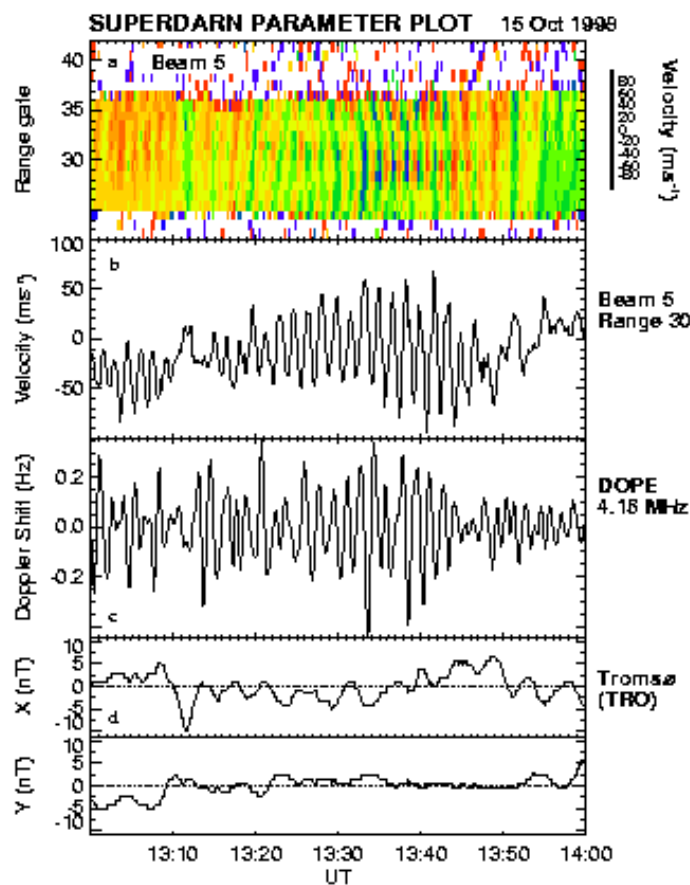 SUPERDARN PARAMETER PLOT 15 Oct 1998
a Beam 5
Range gate
40
35
30
Velocity (ms⁻¹)
b
Velocity (ms⁻¹)
100
50
0
-50
Beam 5
Range 30
c
Doppler Shift (Hz)
0.2
0.0
-0.2
DOPE
4.16 MHz
d
X (nT)
10
5
0
-5
-10
Tromsø
(TRO)
Y (nT)
10
5
0
-5
-10
13:10 13:20 13:30 13:40 13:50 14:00
UT